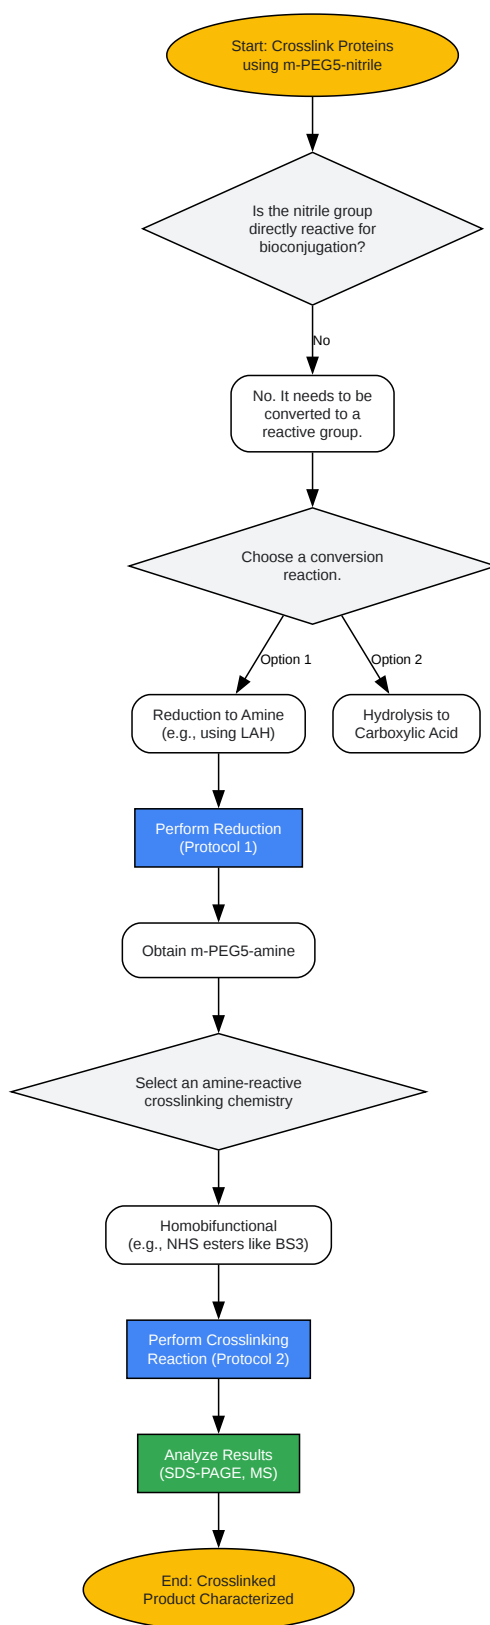 Start: Crosslink Proteins
using m-PEG5-nitrile
Is the nitrile group
directly reactive for
bioconjugation?
No
No. It needs to be
converted to a
reactive group.
Choose a conversion
reaction.
Option 1
Option 2
Reduction to Amine
(e.g., using LAH)
Hydrolysis to
Carboxylic Acid
Perform Reduction
(Protocol 1)
Obtain m-PEG5-amine
Select an amine-reactive
crosslinking chemistry
Homobifunctional
(e.g., NHS esters like BS3)
Perform Crosslinking
Reaction (Protocol 2)
Analyze Results
(SDS-PAGE, MS)
End: Crosslinked
Product Characterized